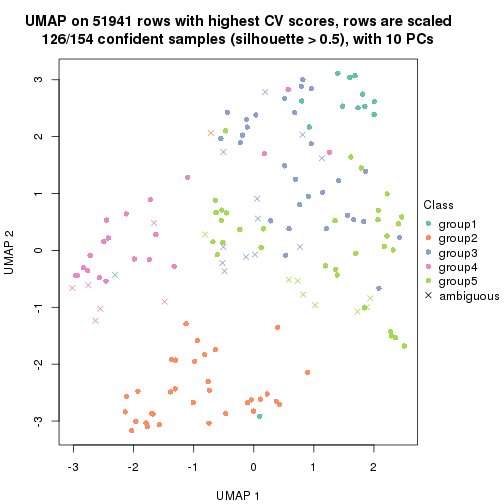 UMAP on 51941 rows with highest CV scores, rows are scaled
126/154 confident samples (silhouette > 0.5), with 10 PCs
3
2
1
0
-1
-2
-3
UMAP 2
-3
-2
-1
0
1
2
UMAP 1
Class
group1
group2
group3
group4
group5
ambiguous